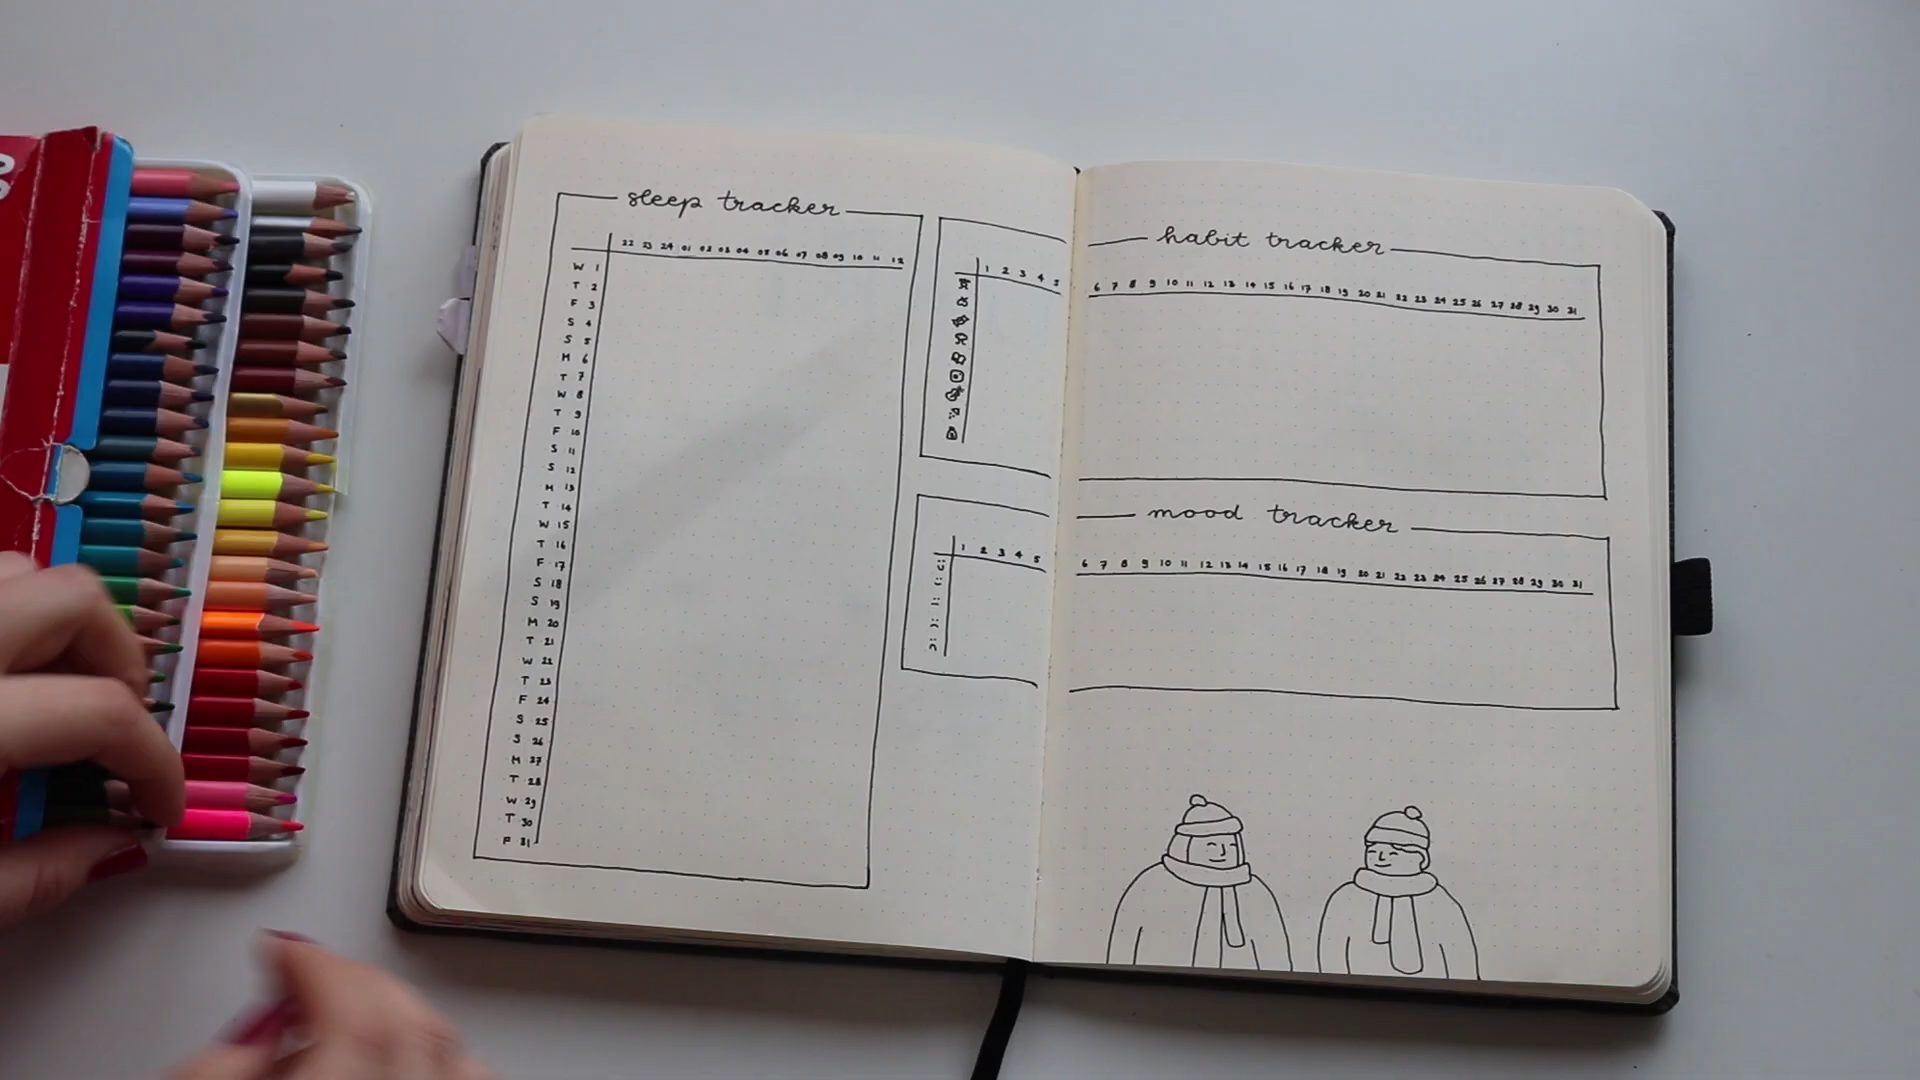 sleep tracker
22 23 24 01 02 03 04 05 06 07 08 09 10 11 12
W 1
T 2
F 3
S 4
S 5
M 6
T 7
W 8
T 9
F 10
S 11
S 12
M 13
T 14
W 15
T 16
F 17
S 18
S 19
M 20
T 21
W 22
T 23
F 24
S 25
S 26
M 27
T 28
W 29
T 30
F 31
habit tracker
1 2 3 4 5 6 7 8 9 10 11 12 13 14 15 16 17 18 19 20 21 22 23 24 25 26 27 28 29 30 31
mood tracker
1 2 3 4 5 6 7 8 9 10 11 12 13 14 15 16 17 18 19 20 21 22 23 24 25 26 27 28 29 30 31